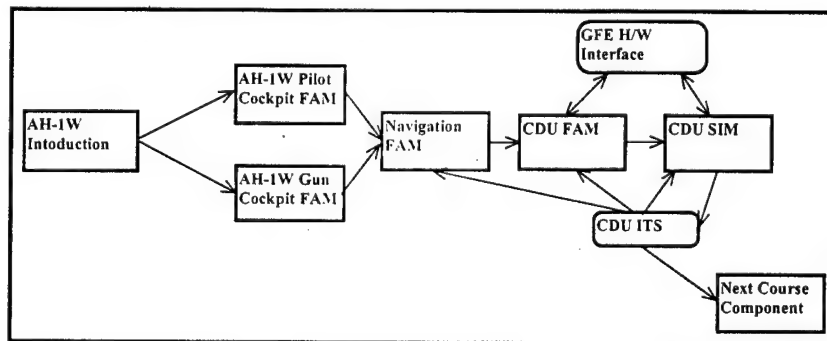 GFE H/W
Interface
AH-1W Pilot
Cockpit FAM
AH-1W
Intoduction
Navigation
FAM
CDU FAM
CDU SIM
AH-1W Gun
Cockpit FAM
CDU ITS
Next Course
Component